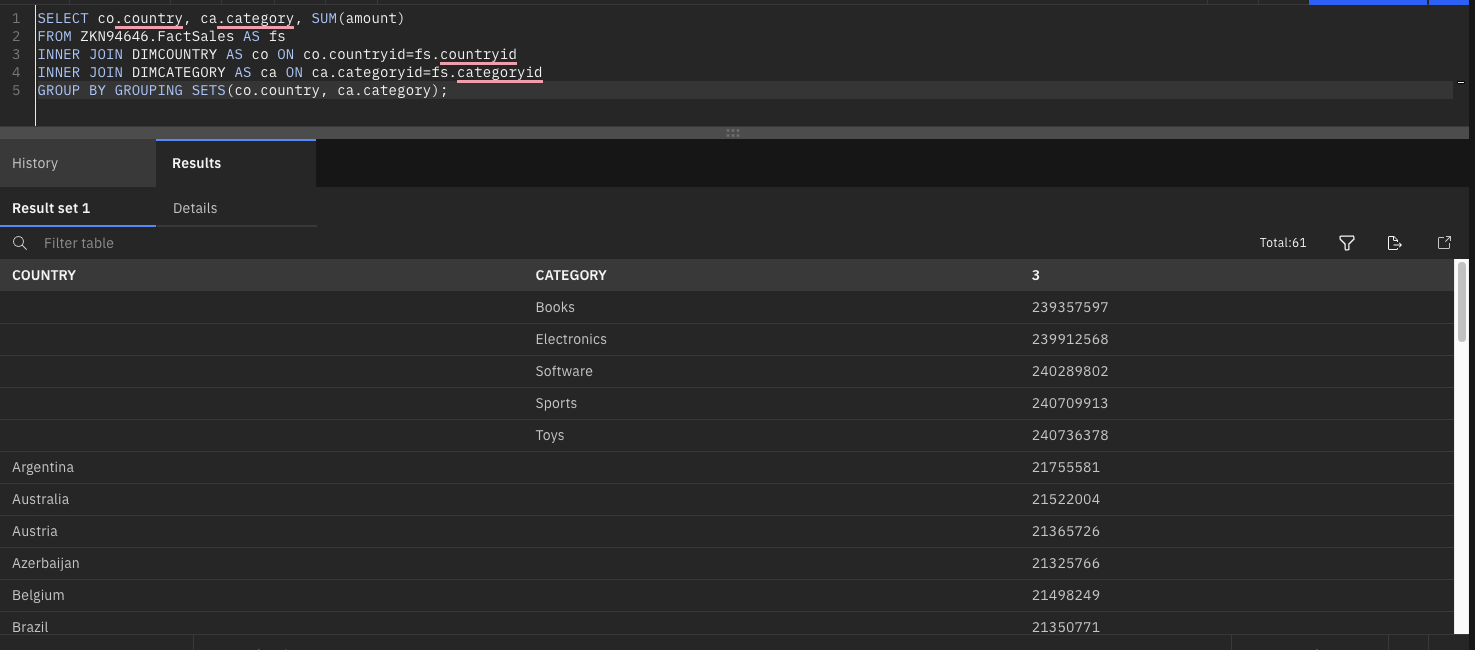 1 SELECT co.country, ca.category, SUM(amount)
2 FROM ZKN94646.FactSales AS fs
3 INNER JOIN DIMCOUNTRY AS co ON co.countryid=fs.countryid
4 INNER JOIN DIMCATEGORY AS ca ON ca.categoryid=fs.categoryid
5 GROUP BY GROUPING SETS(co.country, ca.category);
History Results
Result set 1 Details
Filter table Total:61
COUNTRY CATEGORY 3
Books 239357597
Electronics 239912568
Software 240289802
Sports 240709913
Toys 240736378
Argentina 21755581
Australia 21522004
Austria 21365726
Azerbaijan 21325766
Belgium 21498249
Brazil 21350771